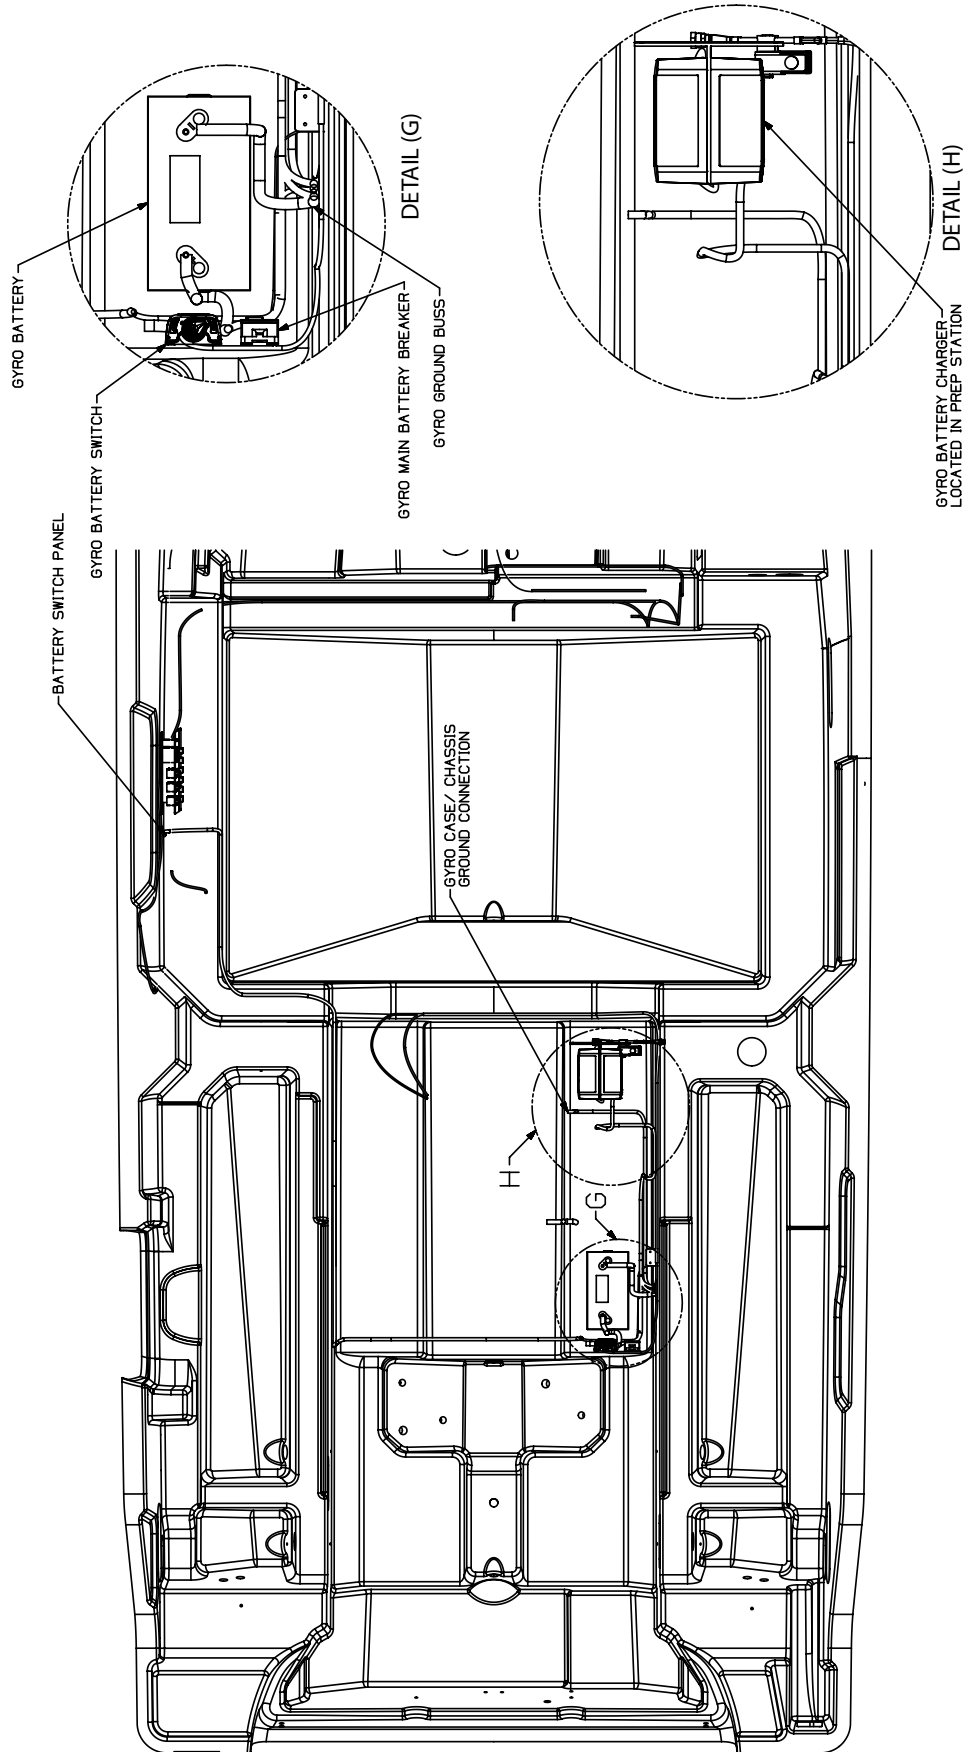 GYRO BATTERY
GYRO BATTERY SWITCH
BATTERY SWITCH PANEL
DETAIL (G)
GYRO MAIN BATTERY BREAKER
GYRO GROUND BUSS
GYRO CASE/ CHASSIS
GROUND CONNECTION
H
G
DETAIL (H)
GYRO BATTERY CHARGER
LOCATED IN PREP STATION